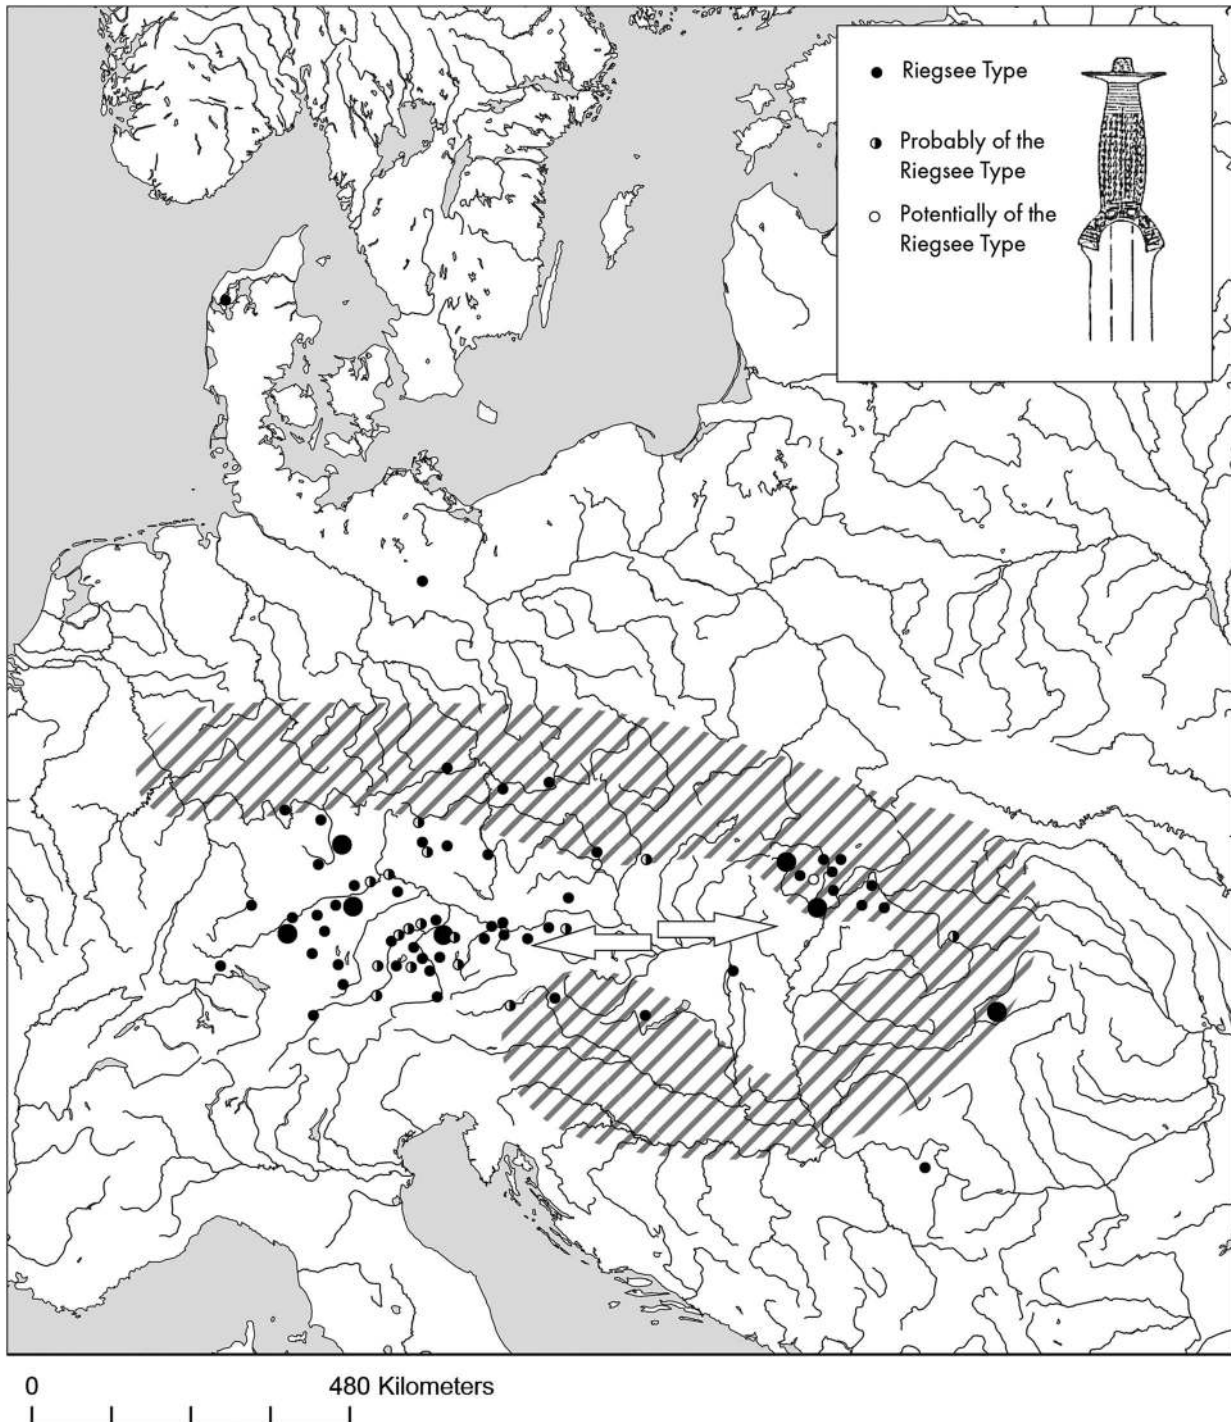 Riegsee Type
Probably of the
Riegsee Type
Potentially of the
Riegsee Type
0
480 Kilometers